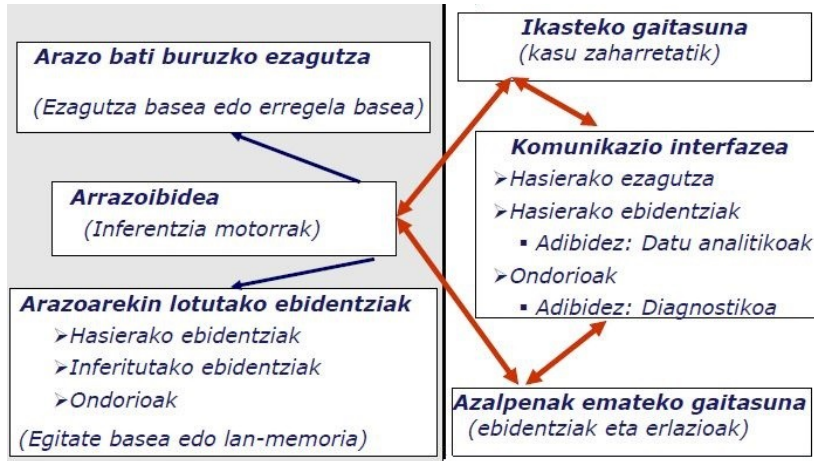 Arazo bati buruzko ezagutza
(Ezagutza basea edo erregela basea)
Arrazoibidea
(Inferentzia motorrak)
Arazoarekin lotutako ebidentziak
➢Hasierako ebidentziak
➢Inferitutako ebidentziak
➢Ondorioak
(Egitate basea edo lan-memoria)
Ikasteko gaitasuna
(kasu zaharretatik)
Komunikazio interfazea
➢Hasierako ezagutza
➢Hasierako ebidentziak
▪ Adibidez: Datu analitikoak
➢Ondorioak
▪ Adibidez: Diagnostikoa
Azalpenak emateko gaitasuna
(ebidentziak eta erlazioak)